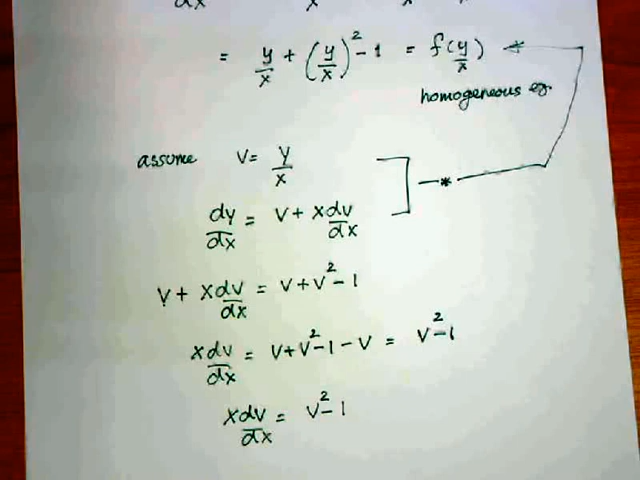 dx x x
= y/x + (y/x)² - 1 = f(y/x)
homogeneous eq
assume v = y/x
dy/dx = v + x dv/dx
v + x dv/dx = v + v² - 1
x dv/dx = v + v² - 1 - v = v² - 1
x dv/dx = v² - 1